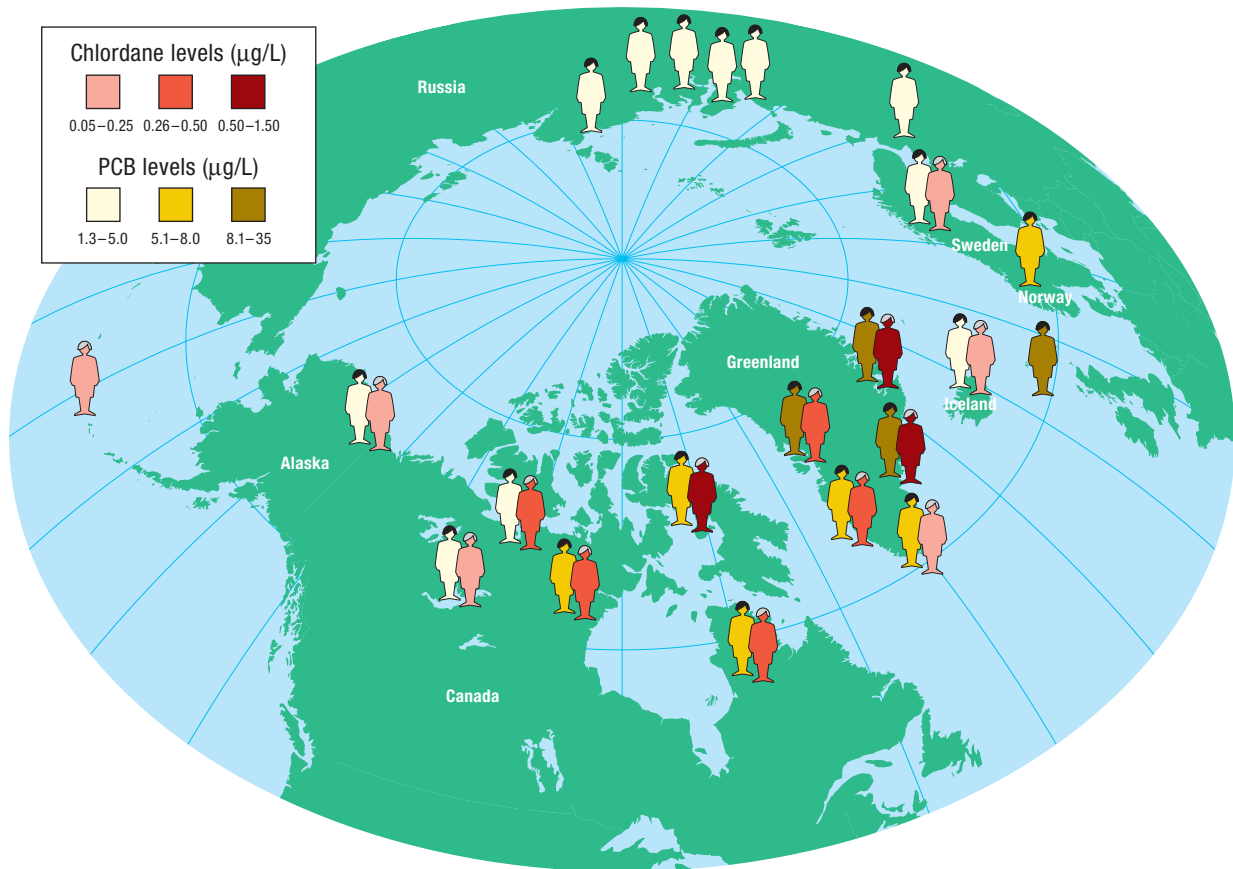 Chlordane levels (μg/L)
0.05–0.25 0.26–0.50 0.50–1.50
PCB levels (μg/L)
1.3–5.0 5.1–8.0 8.1–35
Russia
Sweden
Norway
Greenland
Iceland
Alaska
Canada